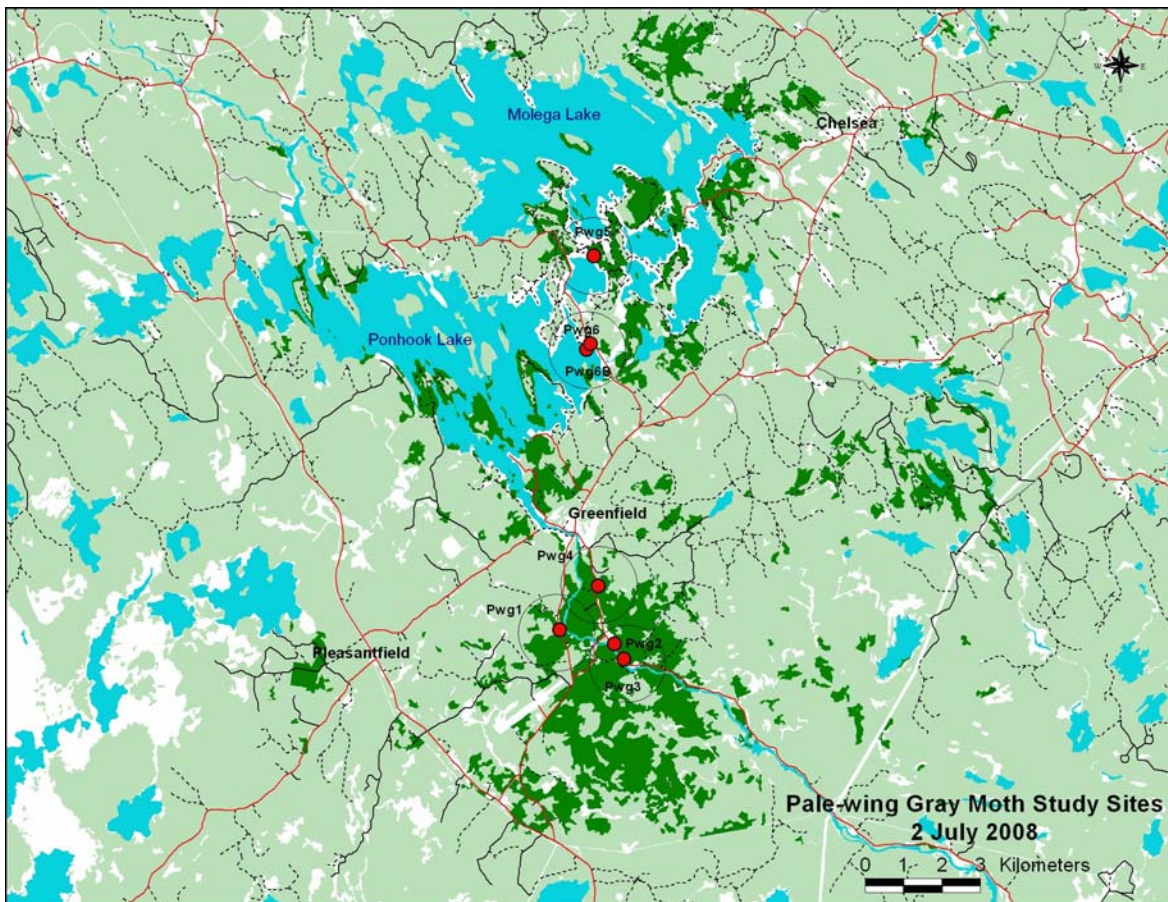 Molega Lake
Chelsea
W E
S
Pwg5
Ponhook Lake
Pwg6
Pwg6B
Greenfield
Pwg4
Pwg1
Pwg2
Pleasantfield
Pwg3
Pale-wing Gray Moth Study Sites
2 July 2008
0 1 2 3 Kilometers